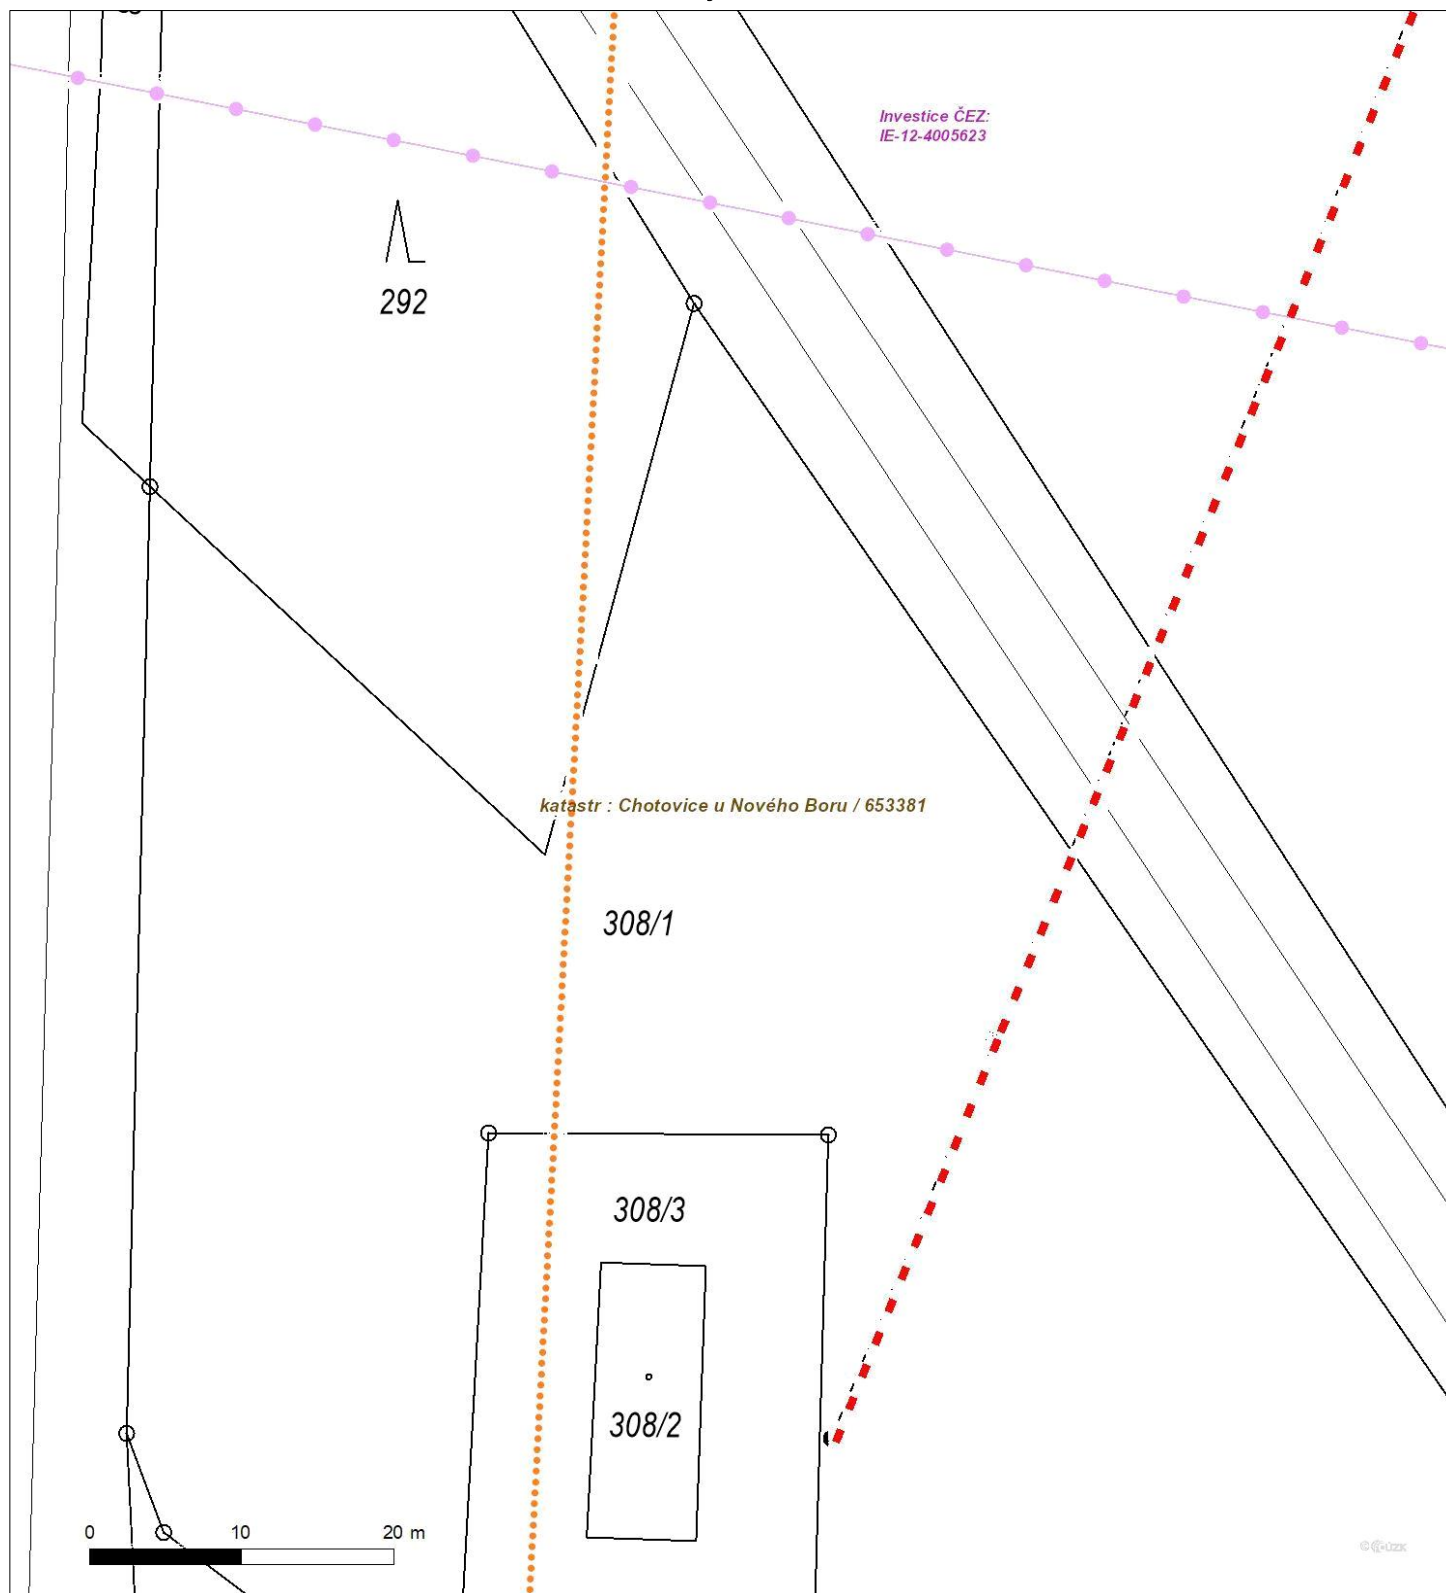 Investice ČEZ:
IE-12-4005623
292
katastr : Chotovice u Nového Boru / 653381
308/1
308/3
308/2
0 10 20 m
© ČÚZK